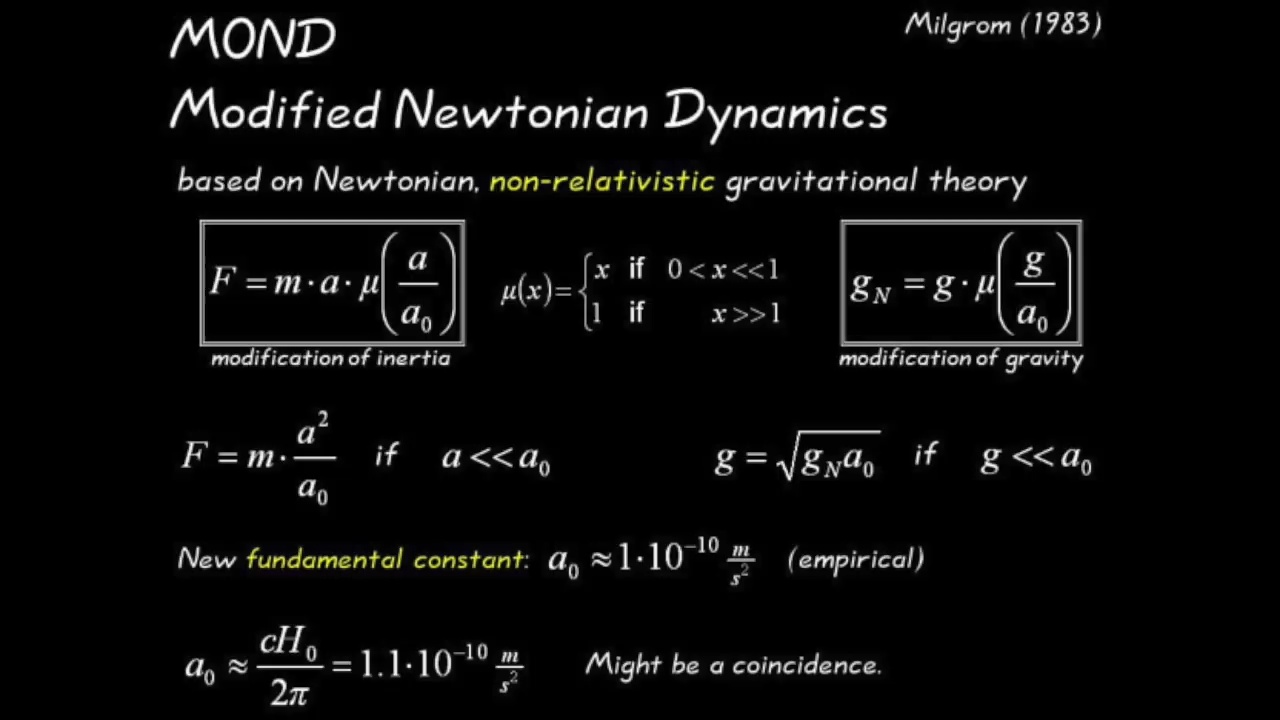 MOND
Milgrom (1983)
Modified Newtonian Dynamics
based on Newtonian, non-relativistic gravitational theory
F = m · a · μ(a / a₀)
μ(x) = { x if 0 < x << 1
1 if x >> 1
g_N = g · μ(g / a₀)
modification of inertia
modification of gravity
F = m · a² / a₀ if a << a₀
g = √(g_N a₀) if g << a₀
New fundamental constant: a₀ ≈ 1·10⁻¹⁰ m/s² (empirical)
a₀ ≈ cH₀ / 2π = 1.1·10⁻¹⁰ m/s² Might be a coincidence.